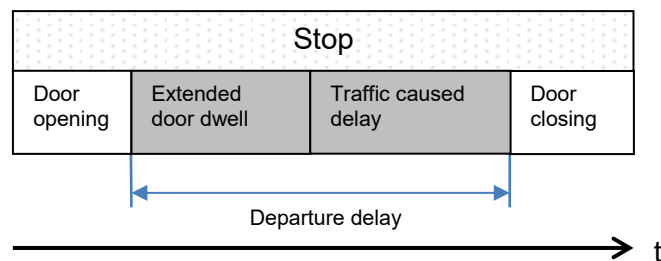 Stop
Door
opening
Extended
door dwell
Traffic caused
delay
Door
closing
Departure delay
t